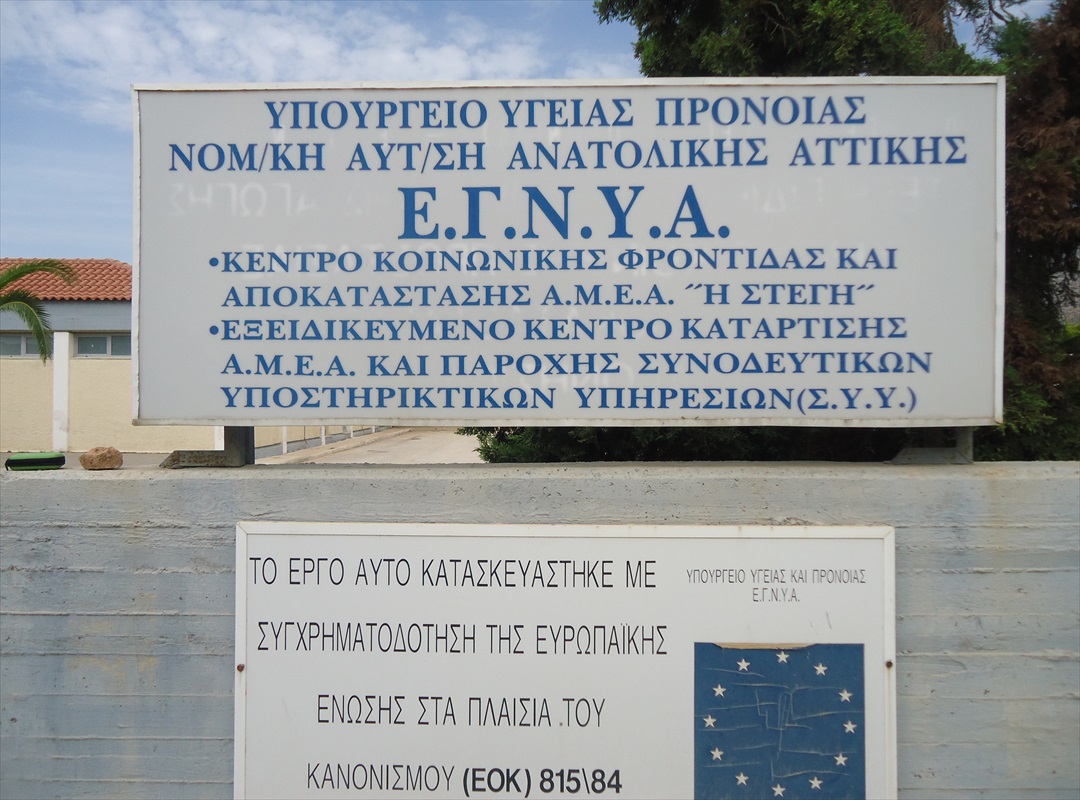 ΥΠΟΥΡΓΕΙΟ ΥΓΕΙΑΣ ΠΡΟΝΟΙΑΣ
ΝΟΜ/ΚΗ ΑΥΤ/ΣΗ ΑΝΑΤΟΛΙΚΗΣ ΑΤΤΙΚΗΣ
Ε.Γ.Ν.Υ.Α.
•ΚΕΝΤΡΟ ΚΟΙΝΩΝΙΚΗΣ ΦΡΟΝΤΙΔΑΣ ΚΑΙ
ΑΠΟΚΑΤΑΣΤΑΣΗΣ Α.Μ.Ε.Α. ˝Η ΣΤΕΓΗ˝
•ΕΞΕΙΔΙΚΕΥΜΕΝΟ ΚΕΝΤΡΟ ΚΑΤΑΡΤΙΣΗΣ
Α.Μ.Ε.Α. ΚΑΙ ΠΑΡΟΧΗΣ ΣΥΝΟΔΕΥΤΙΚΩΝ
ΥΠΟΣΤΗΡΙΚΤΙΚΩΝ ΥΠΗΡΕΣΙΩΝ(Σ.Υ.Υ.)
ΤΟ ΕΡΓΟ ΑΥΤΟ ΚΑΤΑΣΚΕΥΑΣΤΗΚΕ ΜΕ
ΣΥΓΧΡΗΜΑΤΟΔΟΤΗΣΗ ΤΗΣ ΕΥΡΩΠΑΪΚΗΣ
ΕΝΩΣΗΣ ΣΤΑ ΠΛΑΙΣΙΑ .ΤΟΥ
ΚΑΝΟΝΙΣΜΟΥ (ΕΟΚ) 815\84
ΥΠΟΥΡΓΕΙΟ ΥΓΕΙΑΣ ΚΑΙ ΠΡΟΝΟΙΑΣ
Ε.Γ.Ν.Υ.Α.